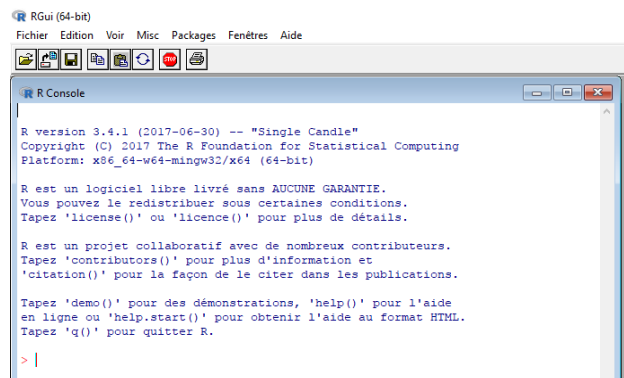 RGui (64-bit)
Fichier Edition Voir Misc Packages Fenêtres Aide
STOP
R Console
R version 3.4.1 (2017-06-30) -- "Single Candle"
Copyright (C) 2017 The R Foundation for Statistical Computing
Platform: x86_64-w64-mingw32/x64 (64-bit)
R est un logiciel libre livré sans AUCUNE GARANTIE.
Vous pouvez le redistribuer sous certaines conditions.
Tapez 'license()' ou 'licence()' pour plus de détails.
R est un projet collaboratif avec de nombreux contributeurs.
Tapez 'contributors()' pour plus d'information et
'citation()' pour la façon de le citer dans les publications.
Tapez 'demo()' pour des démonstrations, 'help()' pour l'aide
en ligne ou 'help.start()' pour obtenir l'aide au format HTML.
Tapez 'q()' pour quitter R.
>